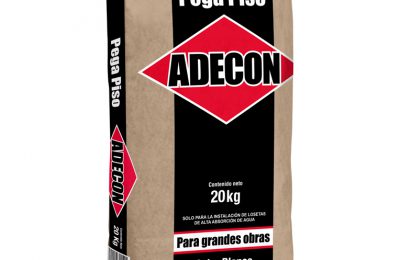 Pega Piso
ADECON
Contenido neto
20kg
SOLO PARA LA INSTALACIÓN DE LOSETAS
DE ALTA ABSORCIÓN DE AGUA
Para grandes obras
Blanco
Pega Piso
ADECON
20 Kg